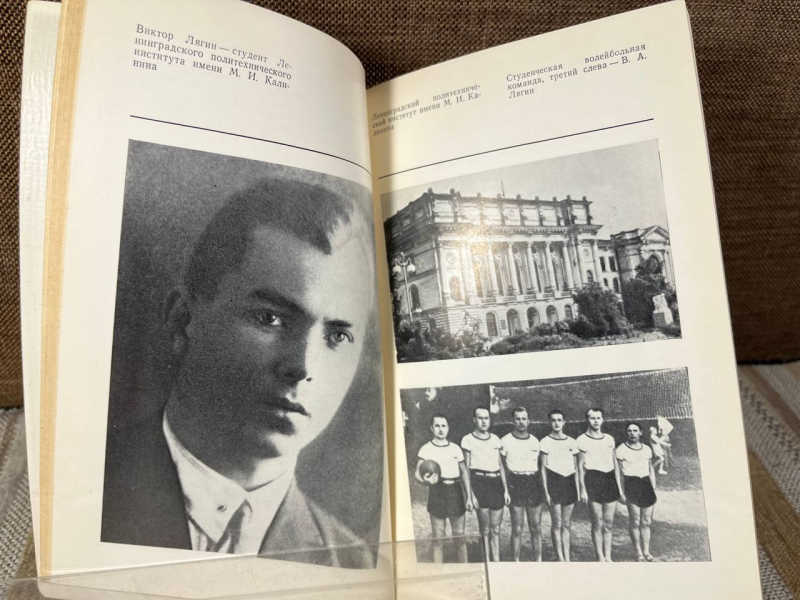 Виктор Лягин — студент Ле-
нинградского политехнического
института имени М. И. Кали-
нина
Ленинградский политехниче-
ский институт имени М. И. Ка-
линина
Студенческая волейбольная
команда, третий слева — В. А.
Лягин